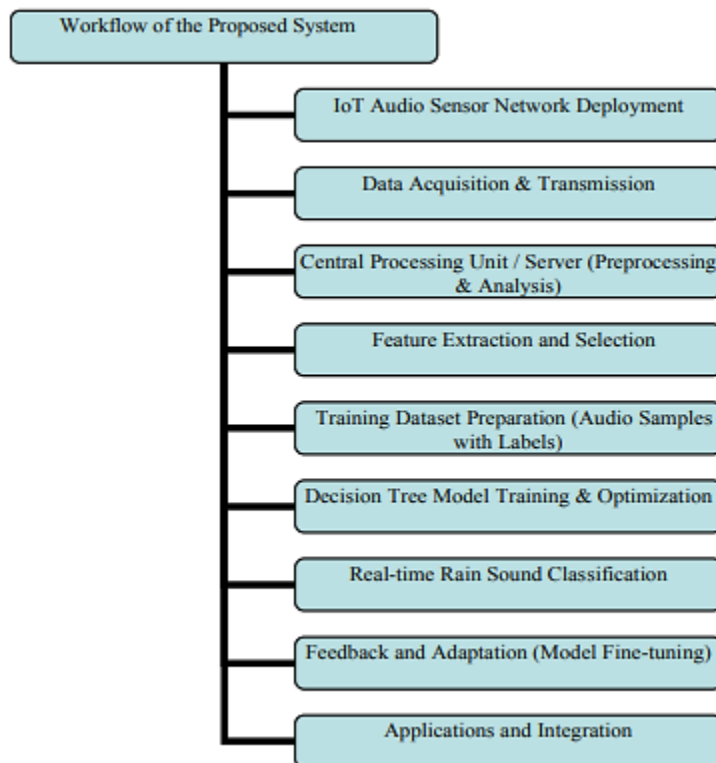 Workflow of the Proposed System
IoT Audio Sensor Network Deployment
Data Acquisition & Transmission
Central Processing Unit / Server (Preprocessing
& Analysis)
Feature Extraction and Selection
Training Dataset Preparation (Audio Samples
with Labels)
Decision Tree Model Training & Optimization
Real-time Rain Sound Classification
Feedback and Adaptation (Model Fine-tuning)
Applications and Integration